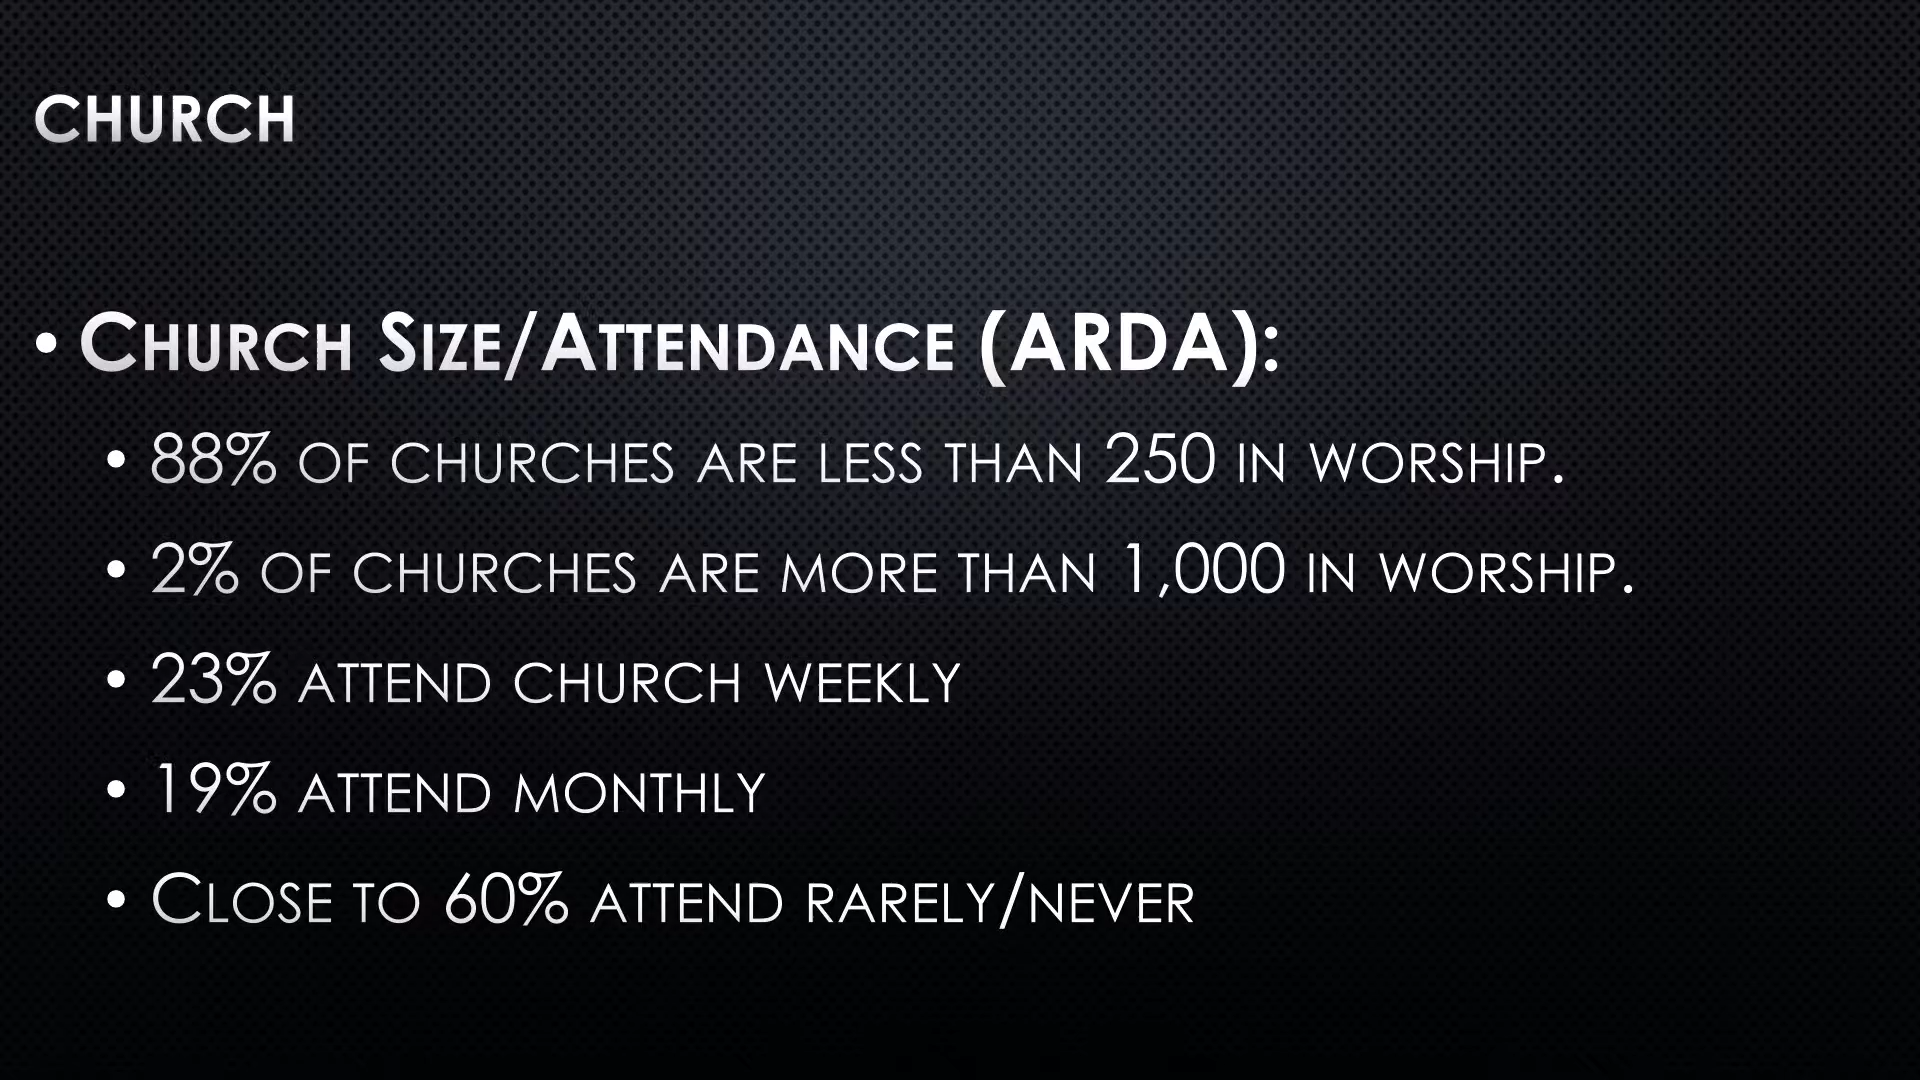 CHURCH
• Church Size/Attendance (ARDA):
• 88% of churches are less than 250 in worship.
• 2% of churches are more than 1,000 in worship.
• 23% attend church weekly
• 19% attend monthly
• Close to 60% attend rarely/never